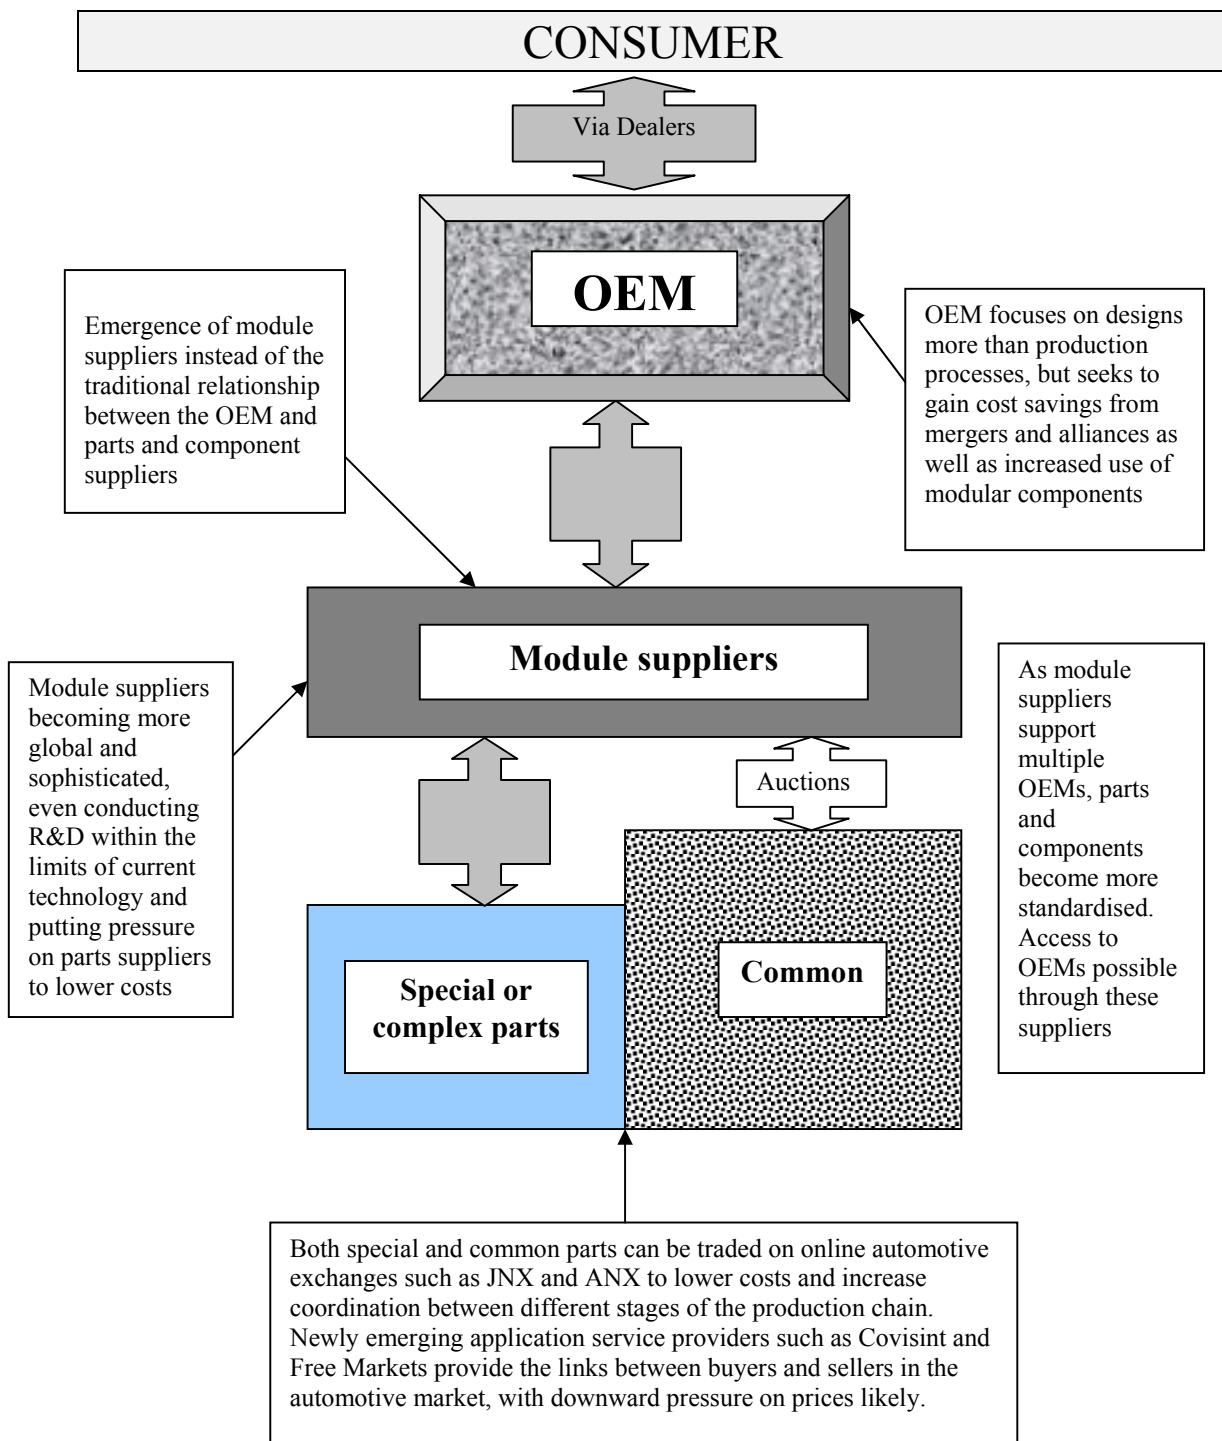 CONSUMER
Via Dealers
OEM
Emergence of module
suppliers instead of the
traditional relationship
between the OEM and
parts and component
suppliers
OEM focuses on designs
more than production
processes, but seeks to
gain cost savings from
mergers and alliances as
well as increased use of
modular components
Module suppliers
Module suppliers
becoming more
global and
sophisticated,
even conducting
R&D within the
limits of current
technology and
putting pressure
on parts suppliers
to lower costs
As module
suppliers
support
multiple
OEMs, parts
and
components
become more
standardised.
Access to
OEMs possible
through these
suppliers
Auctions
Special or
complex parts
Common
Both special and common parts can be traded on online automotive
exchanges such as JNX and ANX to lower costs and increase
coordination between different stages of the production chain.
Newly emerging application service providers such as Covisint and
Free Markets provide the links between buyers and sellers in the
automotive market, with downward pressure on prices likely.